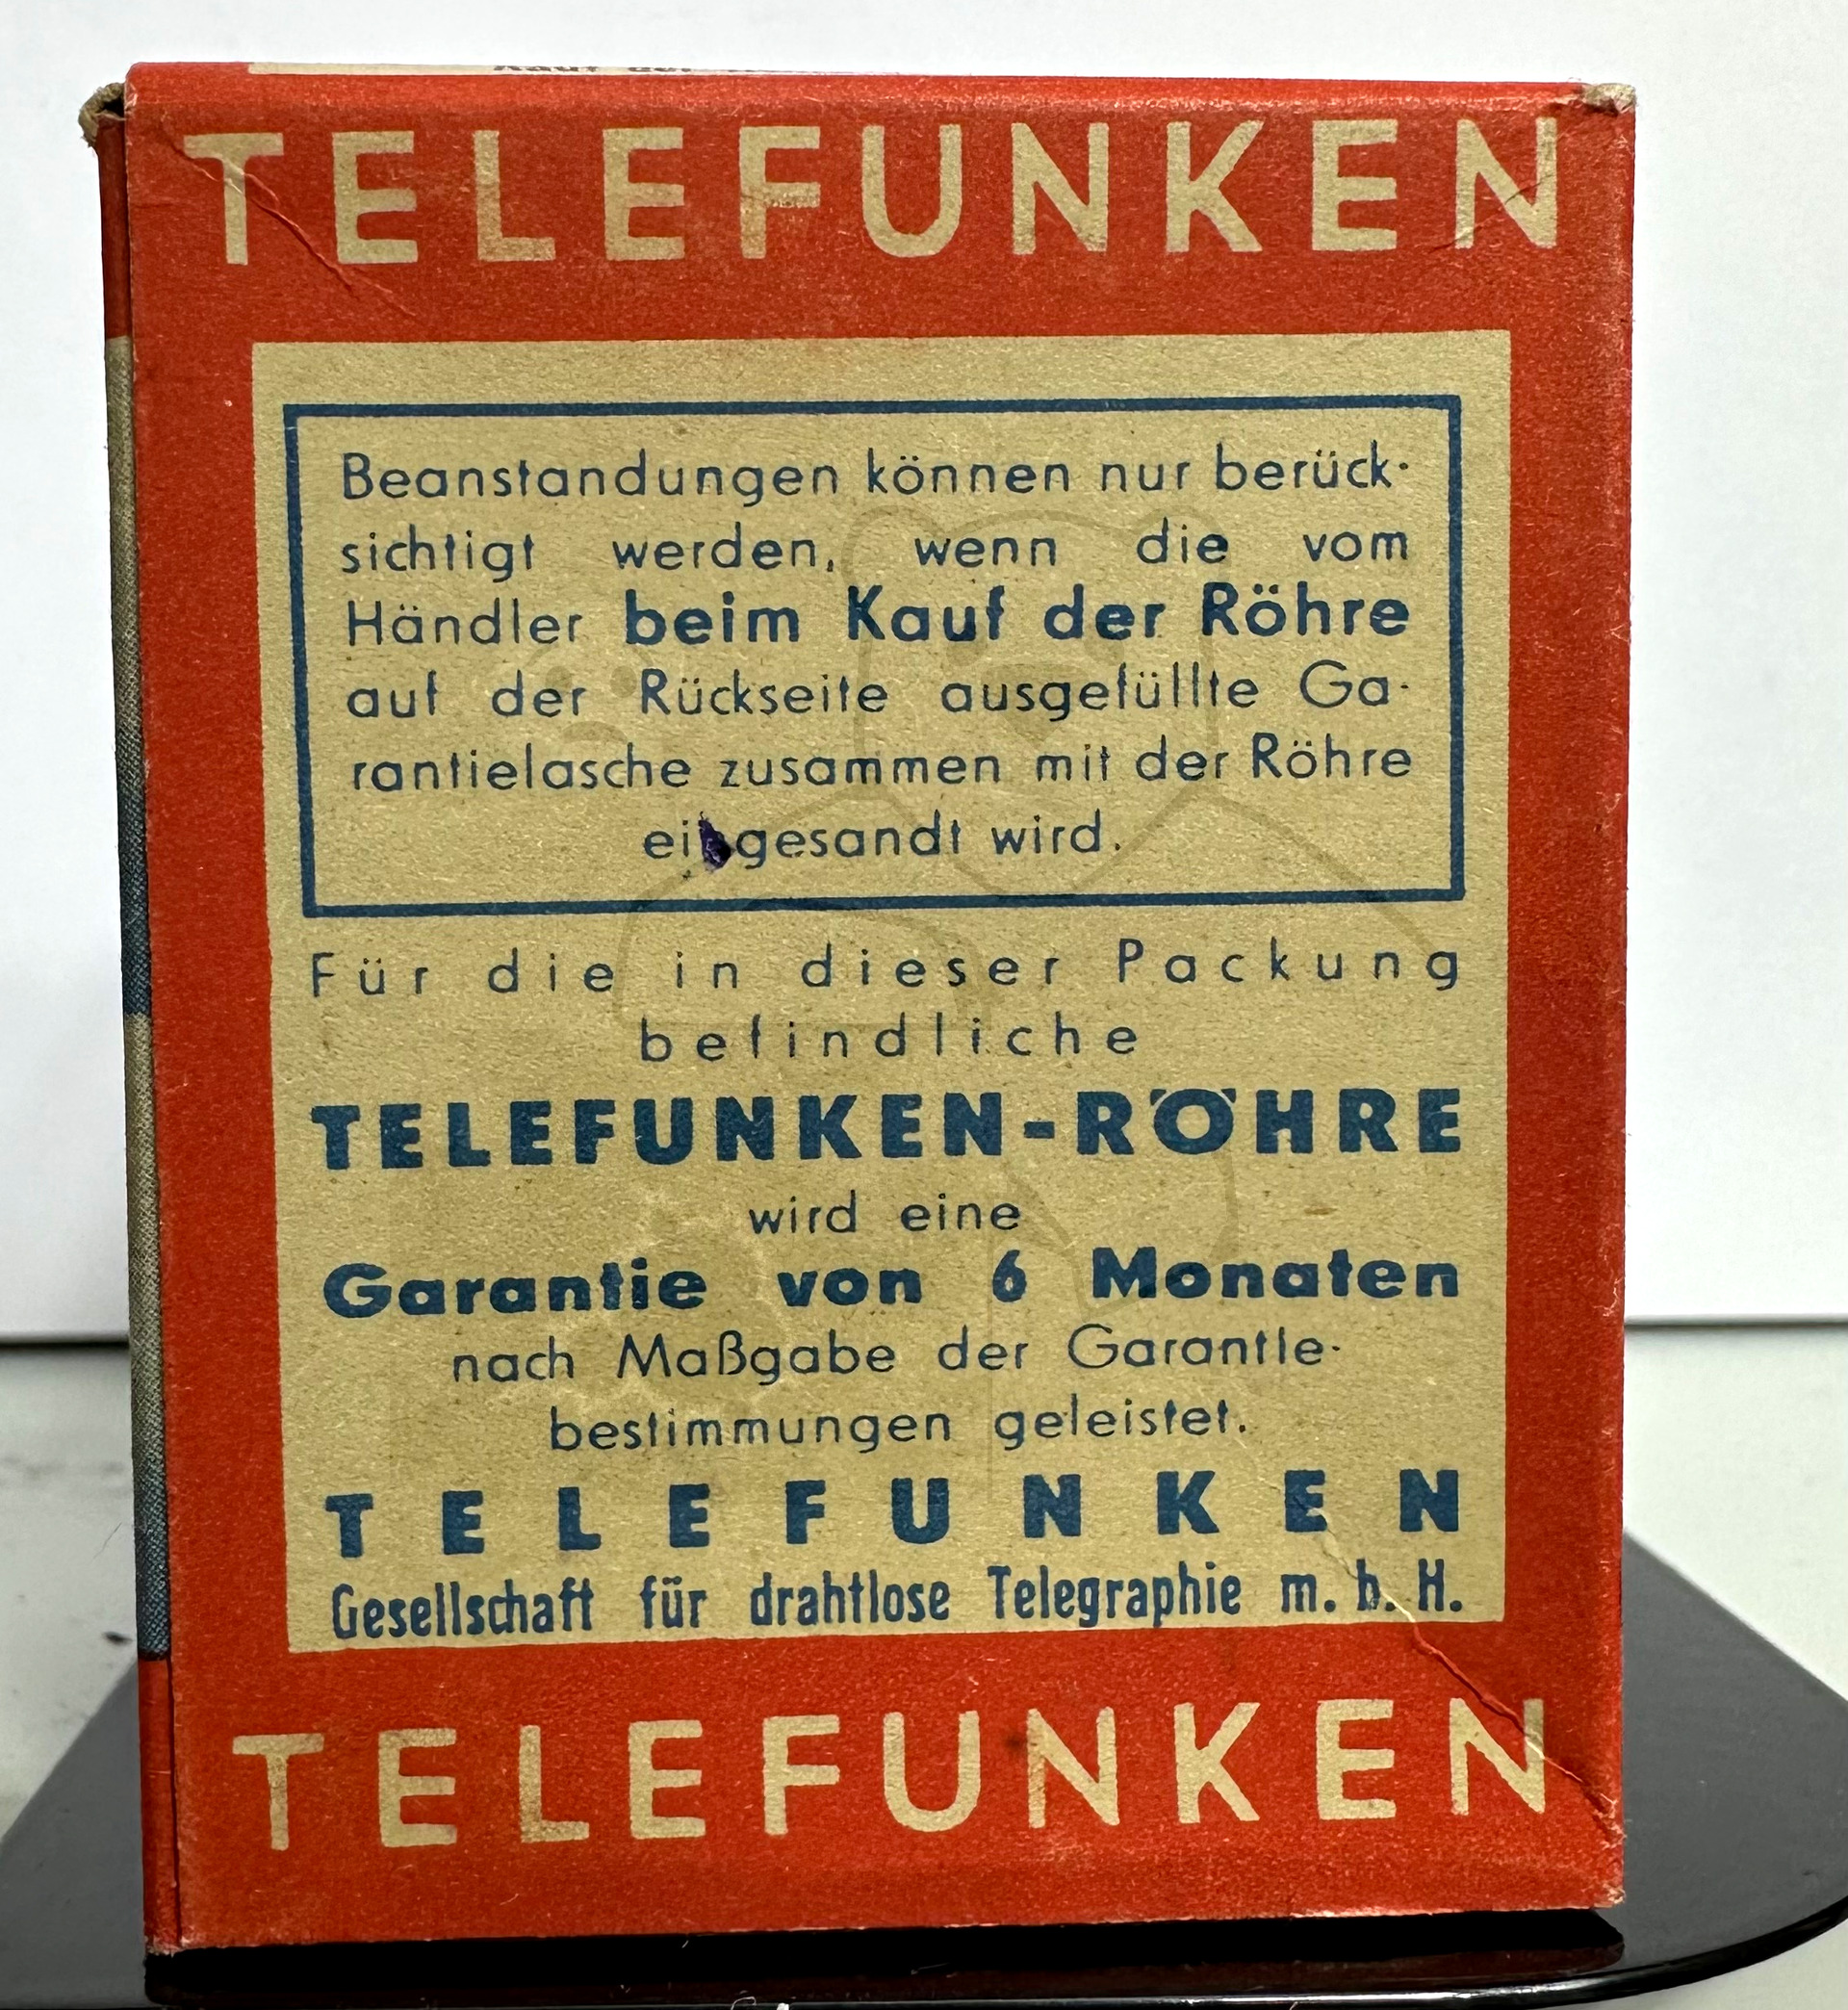 TELEFUNKEN
Beanstandungen können nur berück-
sichtigt werden, wenn die vom
Händler beim Kauf der Röhre
auf der Rückseite ausgefüllte Ga-
rantielasche zusammen mit der Röhre
eingesandt wird.
Für die in dieser Packung
befindliche
TELEFUNKEN-RÖHRE
wird eine
Garantie von 6 Monaten
nach Maßgabe der Garantie-
bestimmungen geleistet.
TELEFUNKEN
Gesellschaft für drahtlose Telegraphie m. b. H.
TELEFUNKEN